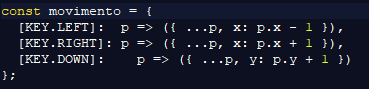 const movimento = {
  [KEY.LEFT]:  p => ({ ...p, x: p.x - 1 }),
  [KEY.RIGHT]: p => ({ ...p, x: p.x + 1 }),
  [KEY.DOWN]:    p => ({ ...p, y: p.y + 1 })
};